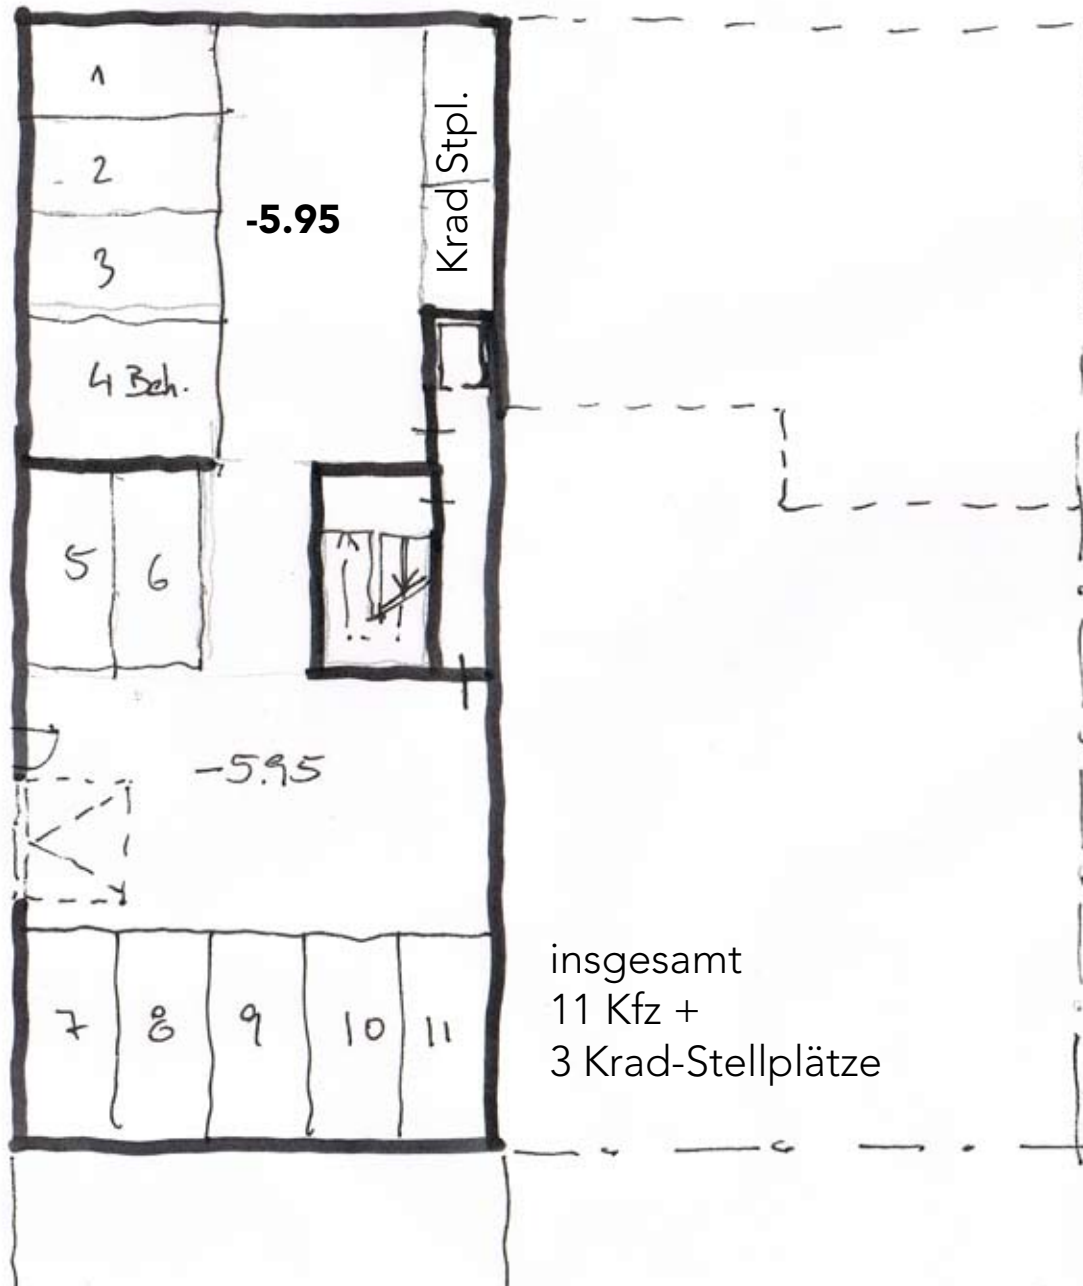 1
2
3
4 Beh.
-5.95
Krad Stpl.
5
6
-5.95
7
8
9
10
11
insgesamt
11 Kfz +
3 Krad-Stellplätze